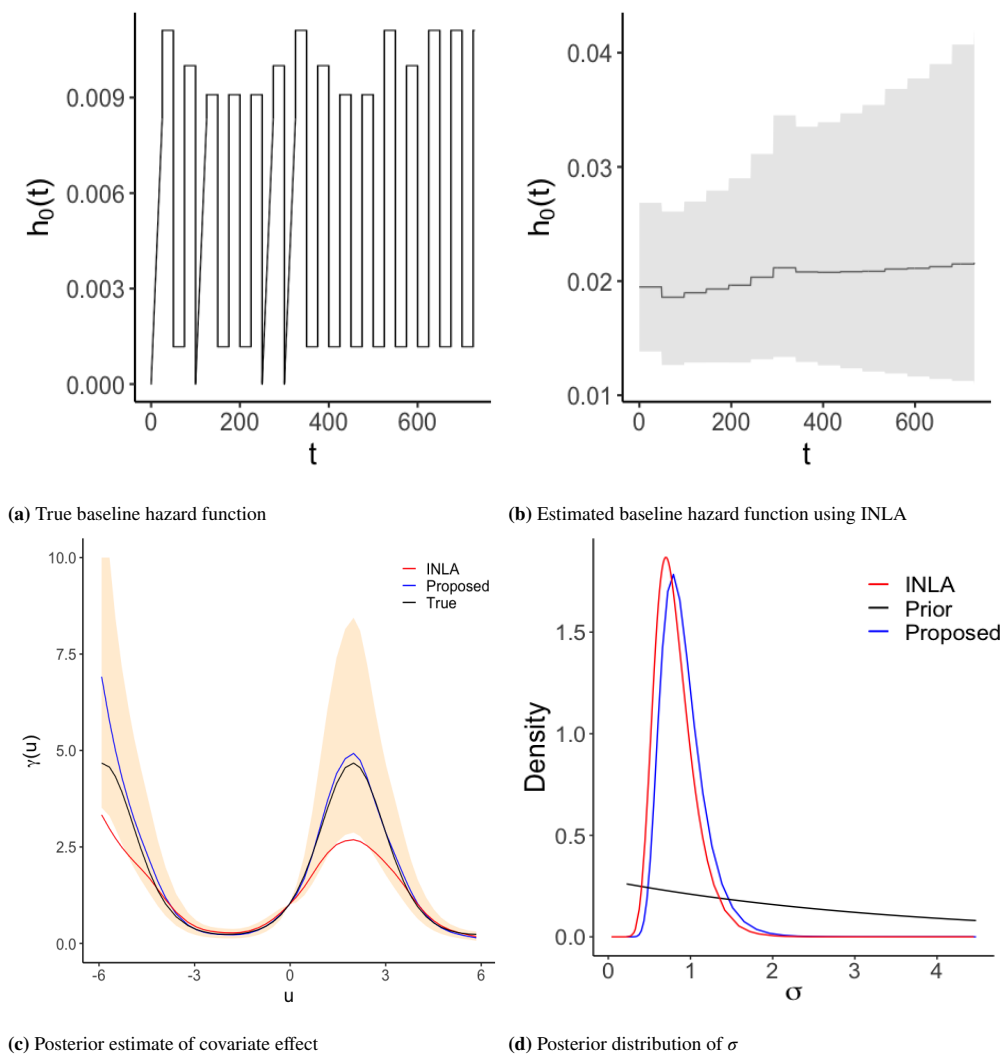 h0(t)
0.009
0.006
0.003
0.000
0 200 400 600
t
h0(t)
0.04
0.03
0.02
0.01
0 200 400 600
t
(a) True baseline hazard function
(b) Estimated baseline hazard function using INLA
γ(u)
10.0
7.5
5.0
2.5
0.0
-6 -3 0 3 6
u
INLA
Proposed
True
Density
1.5
1.0
0.5
0.0
0 1 2 3 4
σ
INLA
Prior
Proposed
(c) Posterior estimate of covariate effect
(d) Posterior distribution of σ